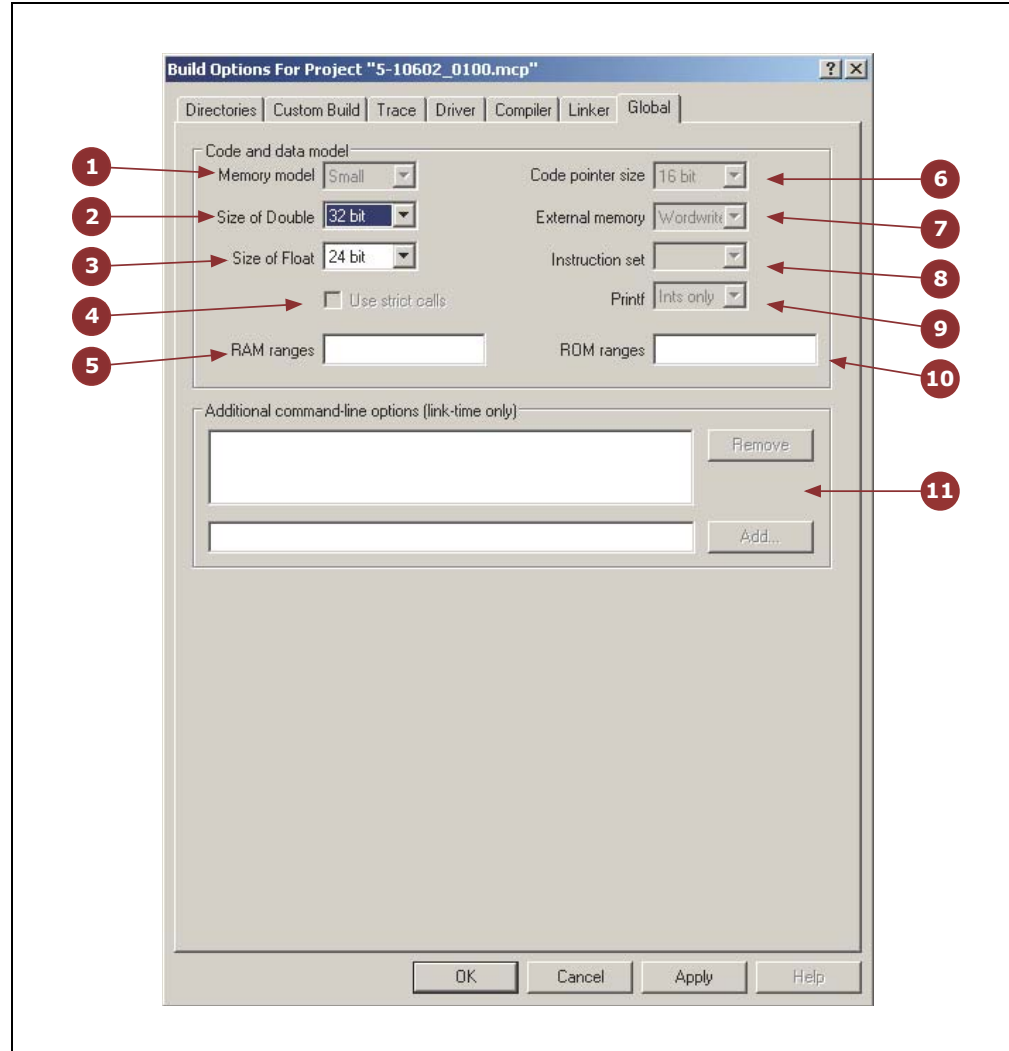 Build Options For Project "5-10602_0100.mcp"
Directories Custom Build Trace Driver Compiler Linker Global
Code and data model
1 Memory model Small Code pointer size 16 bit 6
2 Size of Double 32 bit External memory Wordwrite 7
3 Size of Float 24 bit Instruction set 8
4 Use strict calls Printf Ints only 9
5 RAM ranges ROM ranges 10
Additional command-line options (link-time only)
Remove
11
Add...
OK Cancel Apply Help